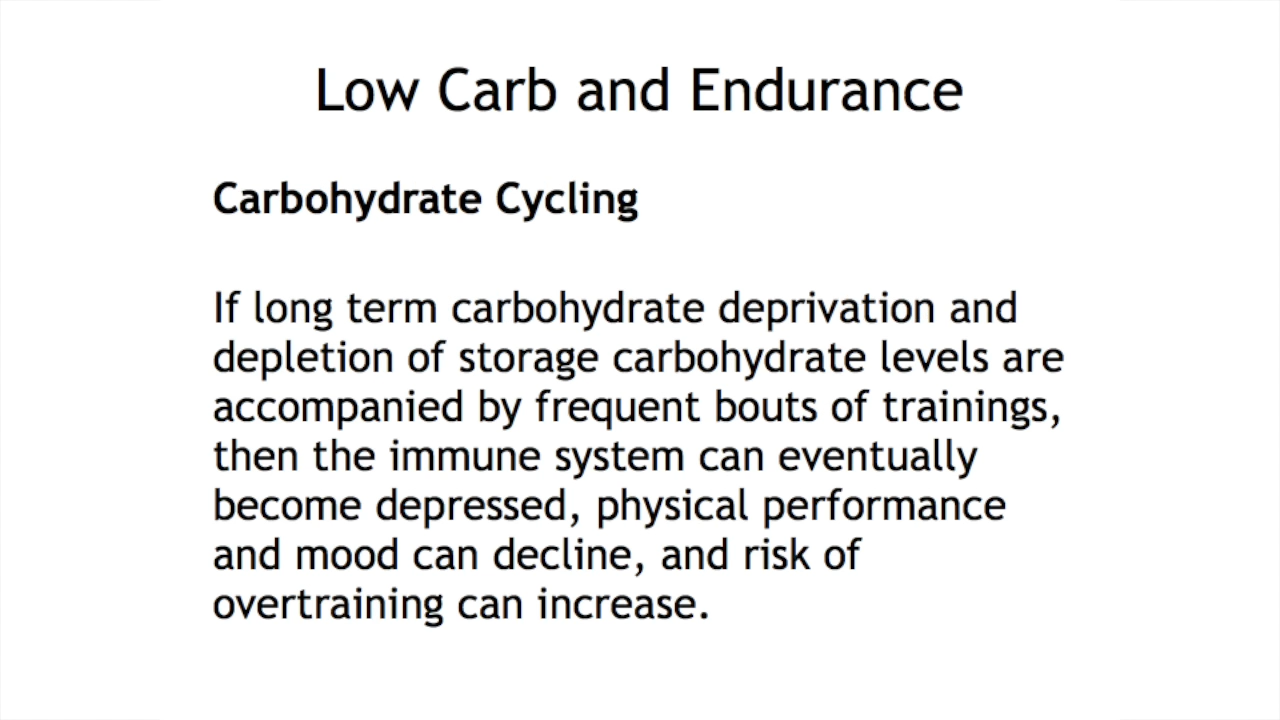 Low Carb and Endurance
Carbohydrate Cycling
If long term carbohydrate deprivation and
depletion of storage carbohydrate levels are
accompanied by frequent bouts of trainings,
then the immune system can eventually
become depressed, physical performance
and mood can decline, and risk of
overtraining can increase.